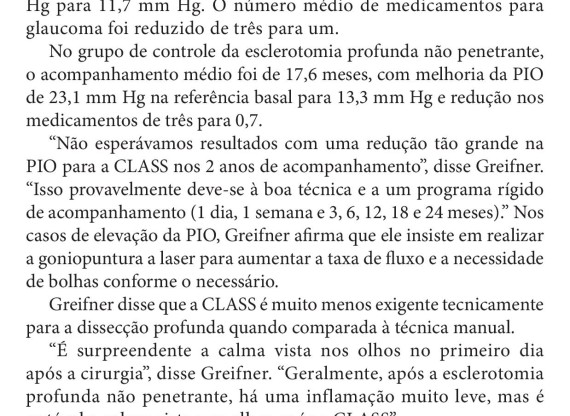 Hg para 11,7 mm Hg. O número médio de medicamentos para
glaucoma foi reduzido de três para um.
No grupo de controle da esclerotomia profunda não penetrante,
o acompanhamento médio foi de 17,6 meses, com melhoria da PIO
de 23,1 mm Hg na referência basal para 13,3 mm Hg e redução nos
medicamentos de três para 0,7.
“Não esperávamos resultados com uma redução tão grande na
PIO para a CLASS nos 2 anos de acompanhamento”, disse Greifner.
“Isso provavelmente deve-se à boa técnica e a um programa rígido
de acompanhamento (1 dia, 1 semana e 3, 6, 12, 18 e 24 meses).” Nos
casos de elevação da PIO, Greifner afirma que ele insiste em realizar
a goniopuntura a laser para aumentar a taxa de fluxo e a necessidade
de bolhas conforme o necessário.
Greifner disse que a CLASS é muito menos exigente tecnicamente
para a dissecção profunda quando comparada à técnica manual.
“É surpreendente a calma vista nos olhos no primeiro dia
após a cirurgia”, disse Greifner. “Geralmente, após a esclerotomia
profunda não penetrante, há uma inflamação muito leve, mas é